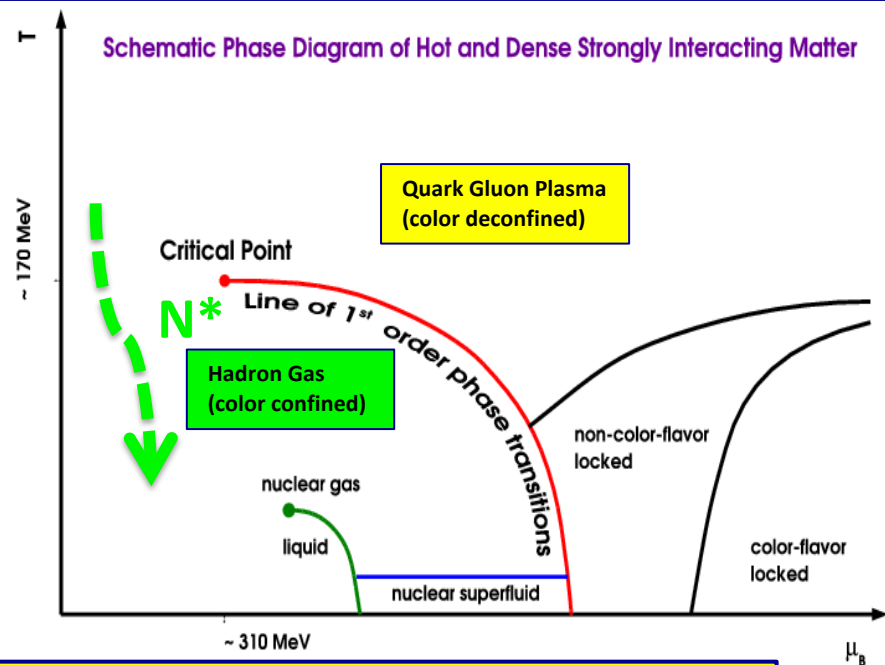 T
Schematic Phase Diagram of Hot and Dense Strongly Interacting Matter
Quark Gluon Plasma
(color deconfined)
~ 170 MeV
Critical Point
N*
Line of 1st order phase transitions
Hadron Gas
(color confined)
non-color-flavor
locked
nuclear gas
liquid
color-flavor
locked
nuclear superfluid
~ 310 MeV
μB